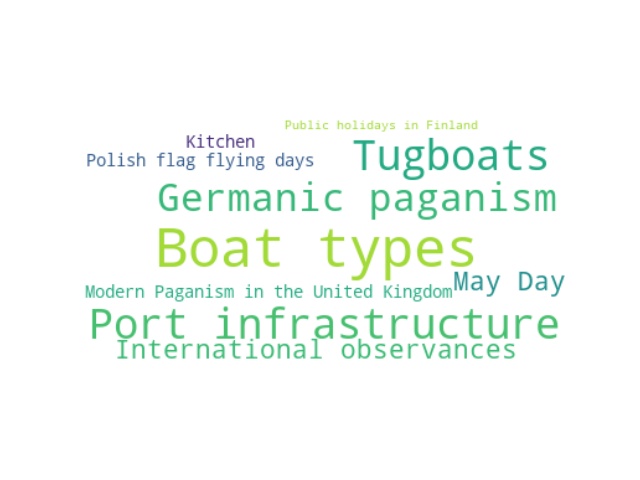 Public holidays in Finland
Kitchen
Tugboats
Polish flag flying days
Germanic paganism
Boat types
May Day
Modern Paganism in the United Kingdom
Port infrastructure
International observances